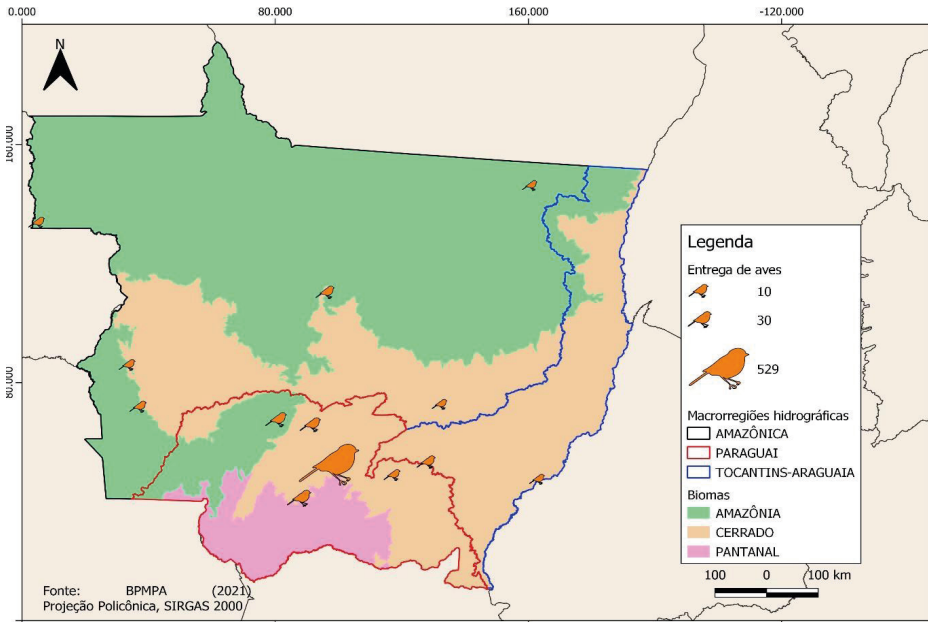 0.000 80.000 160.000 -120.000
N
160.000
80.000
Legenda
Entrega de aves
10
30
529
Macrorregiões hidrográficas
AMAZÔNICA
PARAGUAI
TOCANTINS-ARAGUAIA
Biomas
AMAZÔNIA
CERRADO
PANTANAL
100 0 100 km
Fonte: BPMPA (2021)
Projeção Policônica, SIRGAS 2000